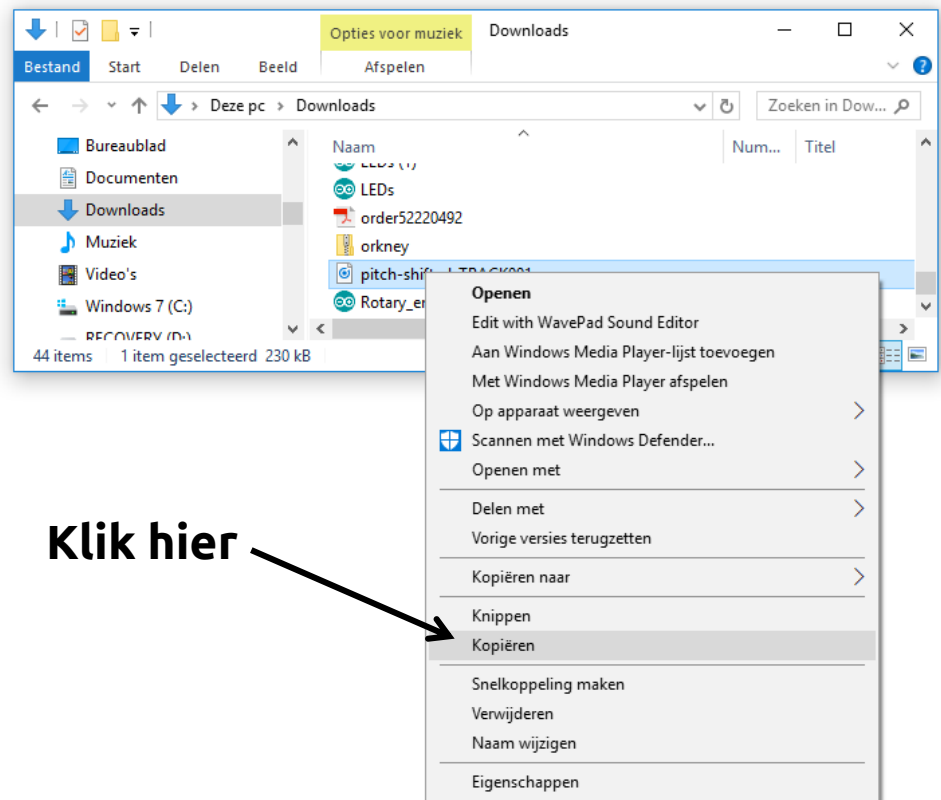 Opties voor muziek Downloads
Bestand Start Delen Beeld Afspelen
Deze pc › Downloads Zoeken in Dow...
Naam Num... Titel
Bureaublad
Documenten
Downloads
Muziek
Video's
Windows 7 (C:)
RECOVERY (D:)
LEDs (1)
LEDs
order52220492
orkney
TRACK001
44 items 1 item geselecteerd 230 kB
Openen
Edit with WavePad Sound Editor
Aan Windows Media Player-lijst toevoegen
Met Windows Media Player afspelen
Op apparaat weergeven
Scannen met Windows Defender...
Openen met
Delen met
Vorige versies terugzetten
Kopiëren naar
Knippen
Kopiëren
Snelkoppeling maken
Verwijderen
Naam wijzigen
Eigenschappen
Klik hier